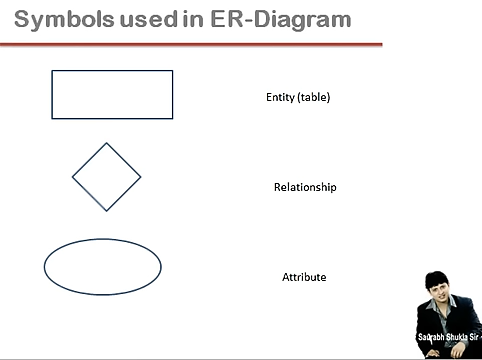 Symbols used in ER-Diagram
Entity (table)
Relationship
Attribute
Saurabh Shukla Sir